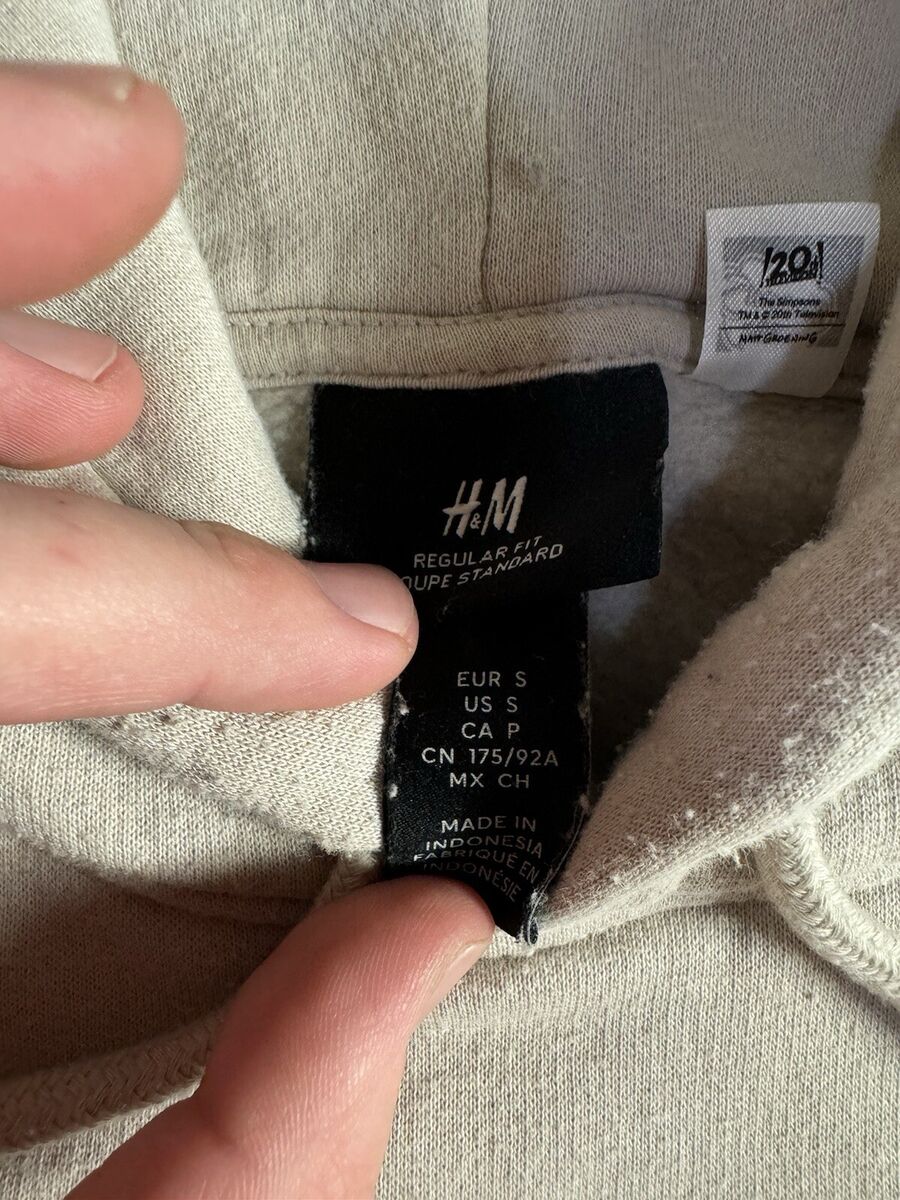 20
TELEVISION
The Simpsons
TM & © 20th Television
MATT GROENING
H&M
REGULAR FIT
OUPE STANDARD
EUR S
US S
CA P
CN 175/92A
MX CH
MADE IN
INDONESIA
FABRIQUÉ EN
INDONÉSIE